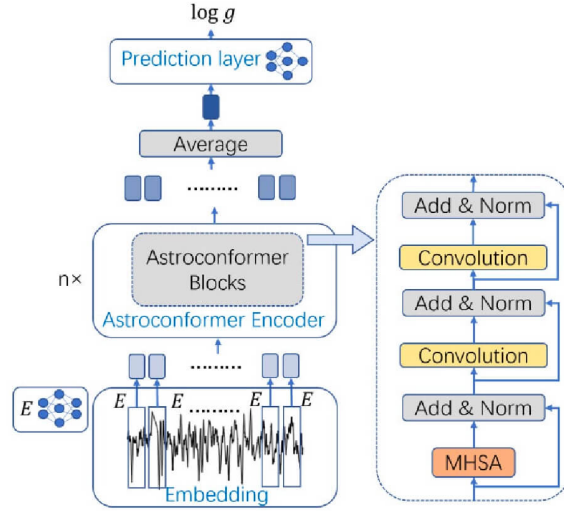 log g
Prediction layer
Average
.........
n×
Astroconformer
Blocks
Astroconformer Encoder
.........
E
E E E E
.........
Embedding
Add & Norm
Convolution
Add & Norm
Convolution
Add & Norm
MHSA